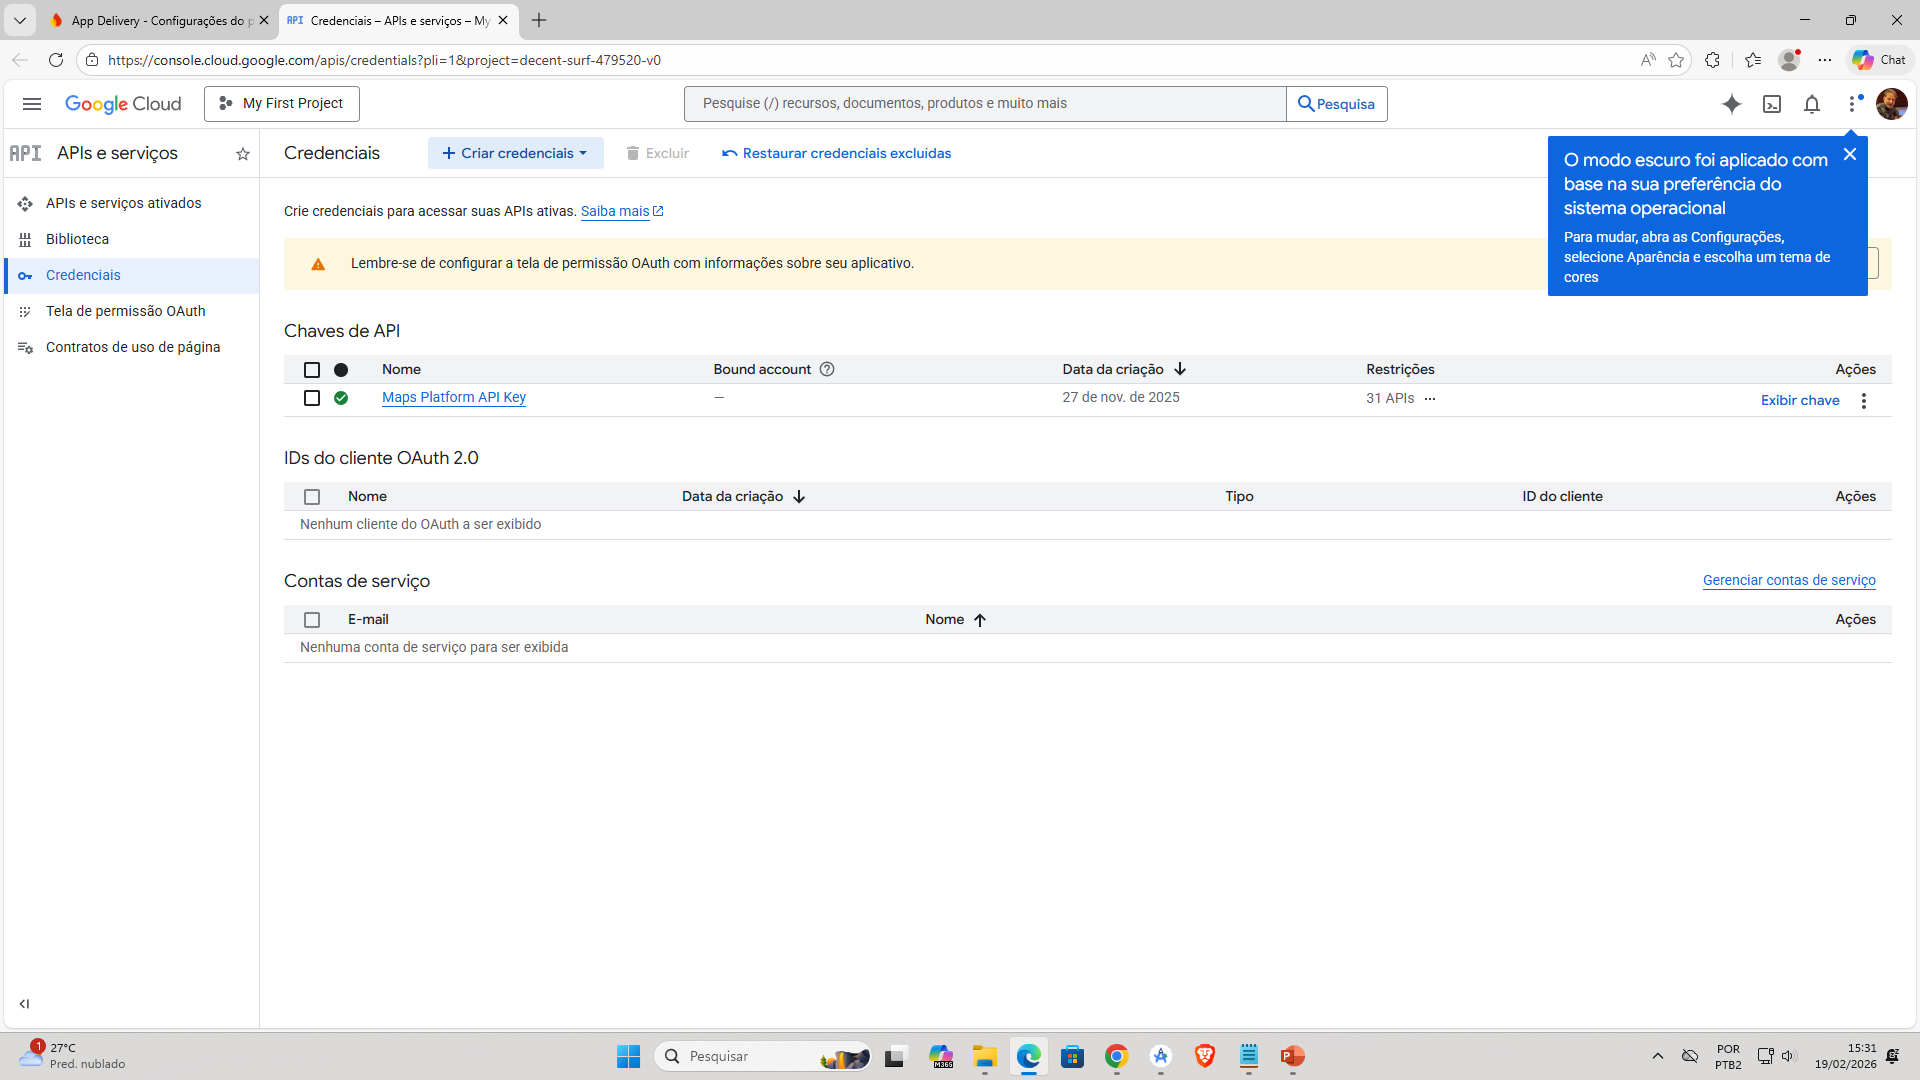 App Delivery - Configurações do p
Credenciais – APIs e serviços – My
https://console.cloud.google.com/apis/credentials?pli=1&project=decent-surf-479520-v0
Chat
Google Cloud
My First Project
Pesquise (/) recursos, documentos, produtos e muito mais
Pesquisa
API
APIs e serviços
Credenciais
Criar credenciais
Excluir
Restaurar credenciais excluídas
O modo escuro foi aplicado com
base na sua preferência do
sistema operacional
Para mudar, abra as Configurações,
selecione Aparência e escolha um tema de
cores
APIs e serviços ativados
Biblioteca
Credenciais
Tela de permissão OAuth
Contratos de uso de página
Crie credenciais para acessar suas APIs ativas. Saiba mais
Lembre-se de configurar a tela de permissão OAuth com informações sobre seu aplicativo.
Chaves de API
Nome Bound account Data da criação Restrições Ações
Maps Platform API Key — 27 de nov. de 2025 31 APIs Exibir chave
IDs do cliente OAuth 2.0
Nome Data da criação Tipo ID do cliente Ações
Nenhum cliente do OAuth a ser exibido
Contas de serviço
Gerenciar contas de serviço
E-mail Nome Ações
Nenhuma conta de serviço para ser exibida
1
27°C
Pred. nublado
Pesquisar
M365
POR
PTB2
15:31
19/02/2026